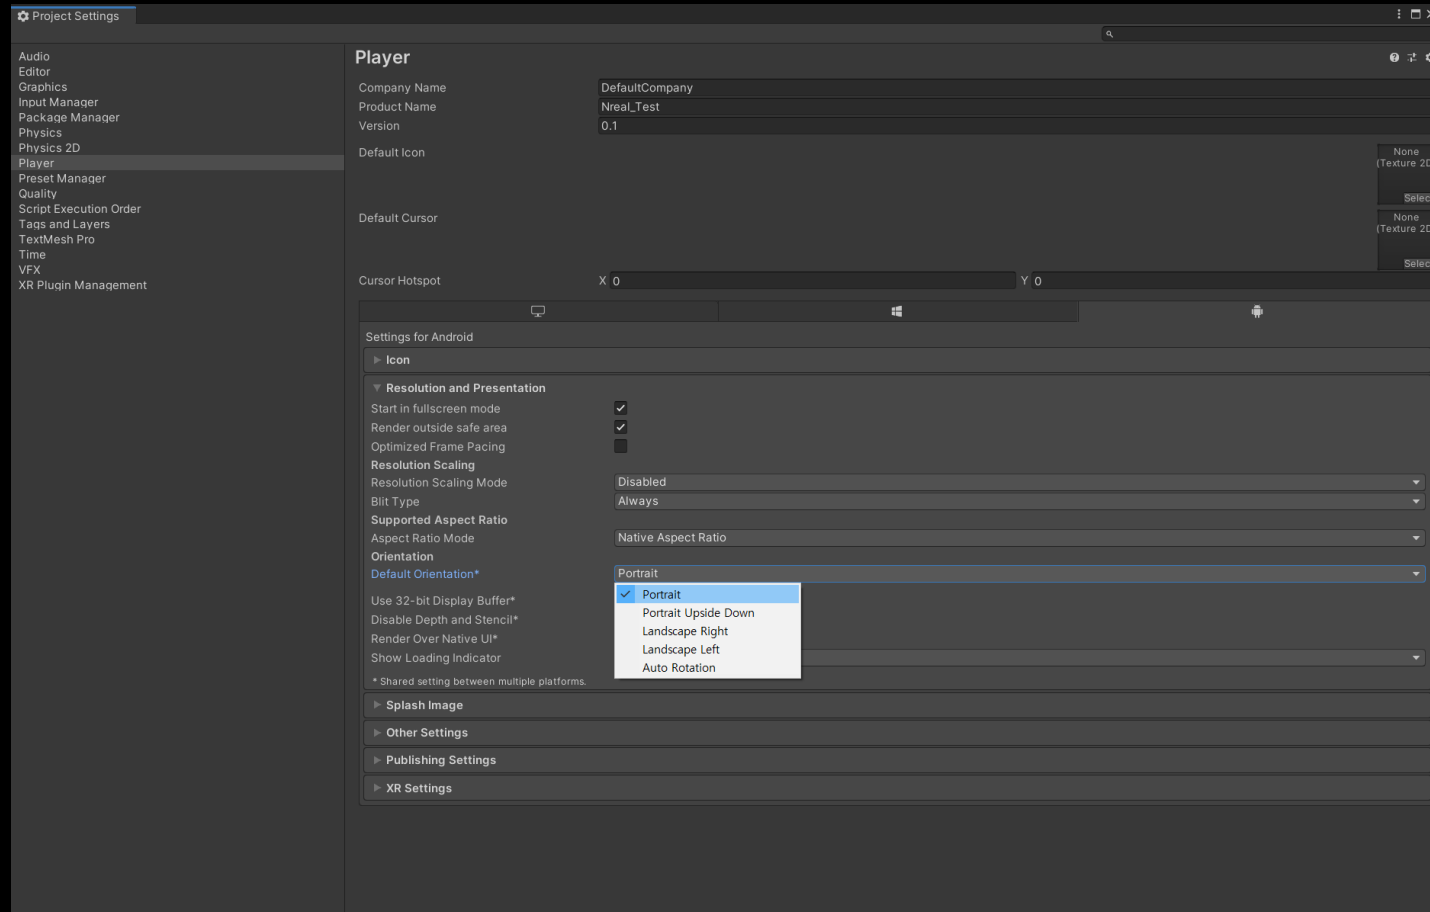 Project Settings
Audio
Editor
Graphics
Input Manager
Package Manager
Physics
Physics 2D
Player
Preset Manager
Quality
Script Execution Order
Tags and Layers
TextMesh Pro
Time
VFX
XR Plugin Management
Player
Company Name DefaultCompany
Product Name Nreal_Test
Version 0.1
Default Icon
None
(Texture 2D
Selec
Default Cursor
None
(Texture 2D
Selec
Cursor Hotspot X 0 Y 0
Settings for Android
Icon
Resolution and Presentation
Start in fullscreen mode
Render outside safe area
Optimized Frame Pacing
Resolution Scaling
Resolution Scaling Mode Disabled
Blit Type Always
Supported Aspect Ratio
Aspect Ratio Mode Native Aspect Ratio
Orientation
Default Orientation* Portrait
Portrait
Portrait Upside Down
Landscape Right
Landscape Left
Auto Rotation
Use 32-bit Display Buffer*
Disable Depth and Stencil*
Render Over Native UI*
Show Loading Indicator
* Shared setting between multiple platforms.
Splash Image
Other Settings
Publishing Settings
XR Settings